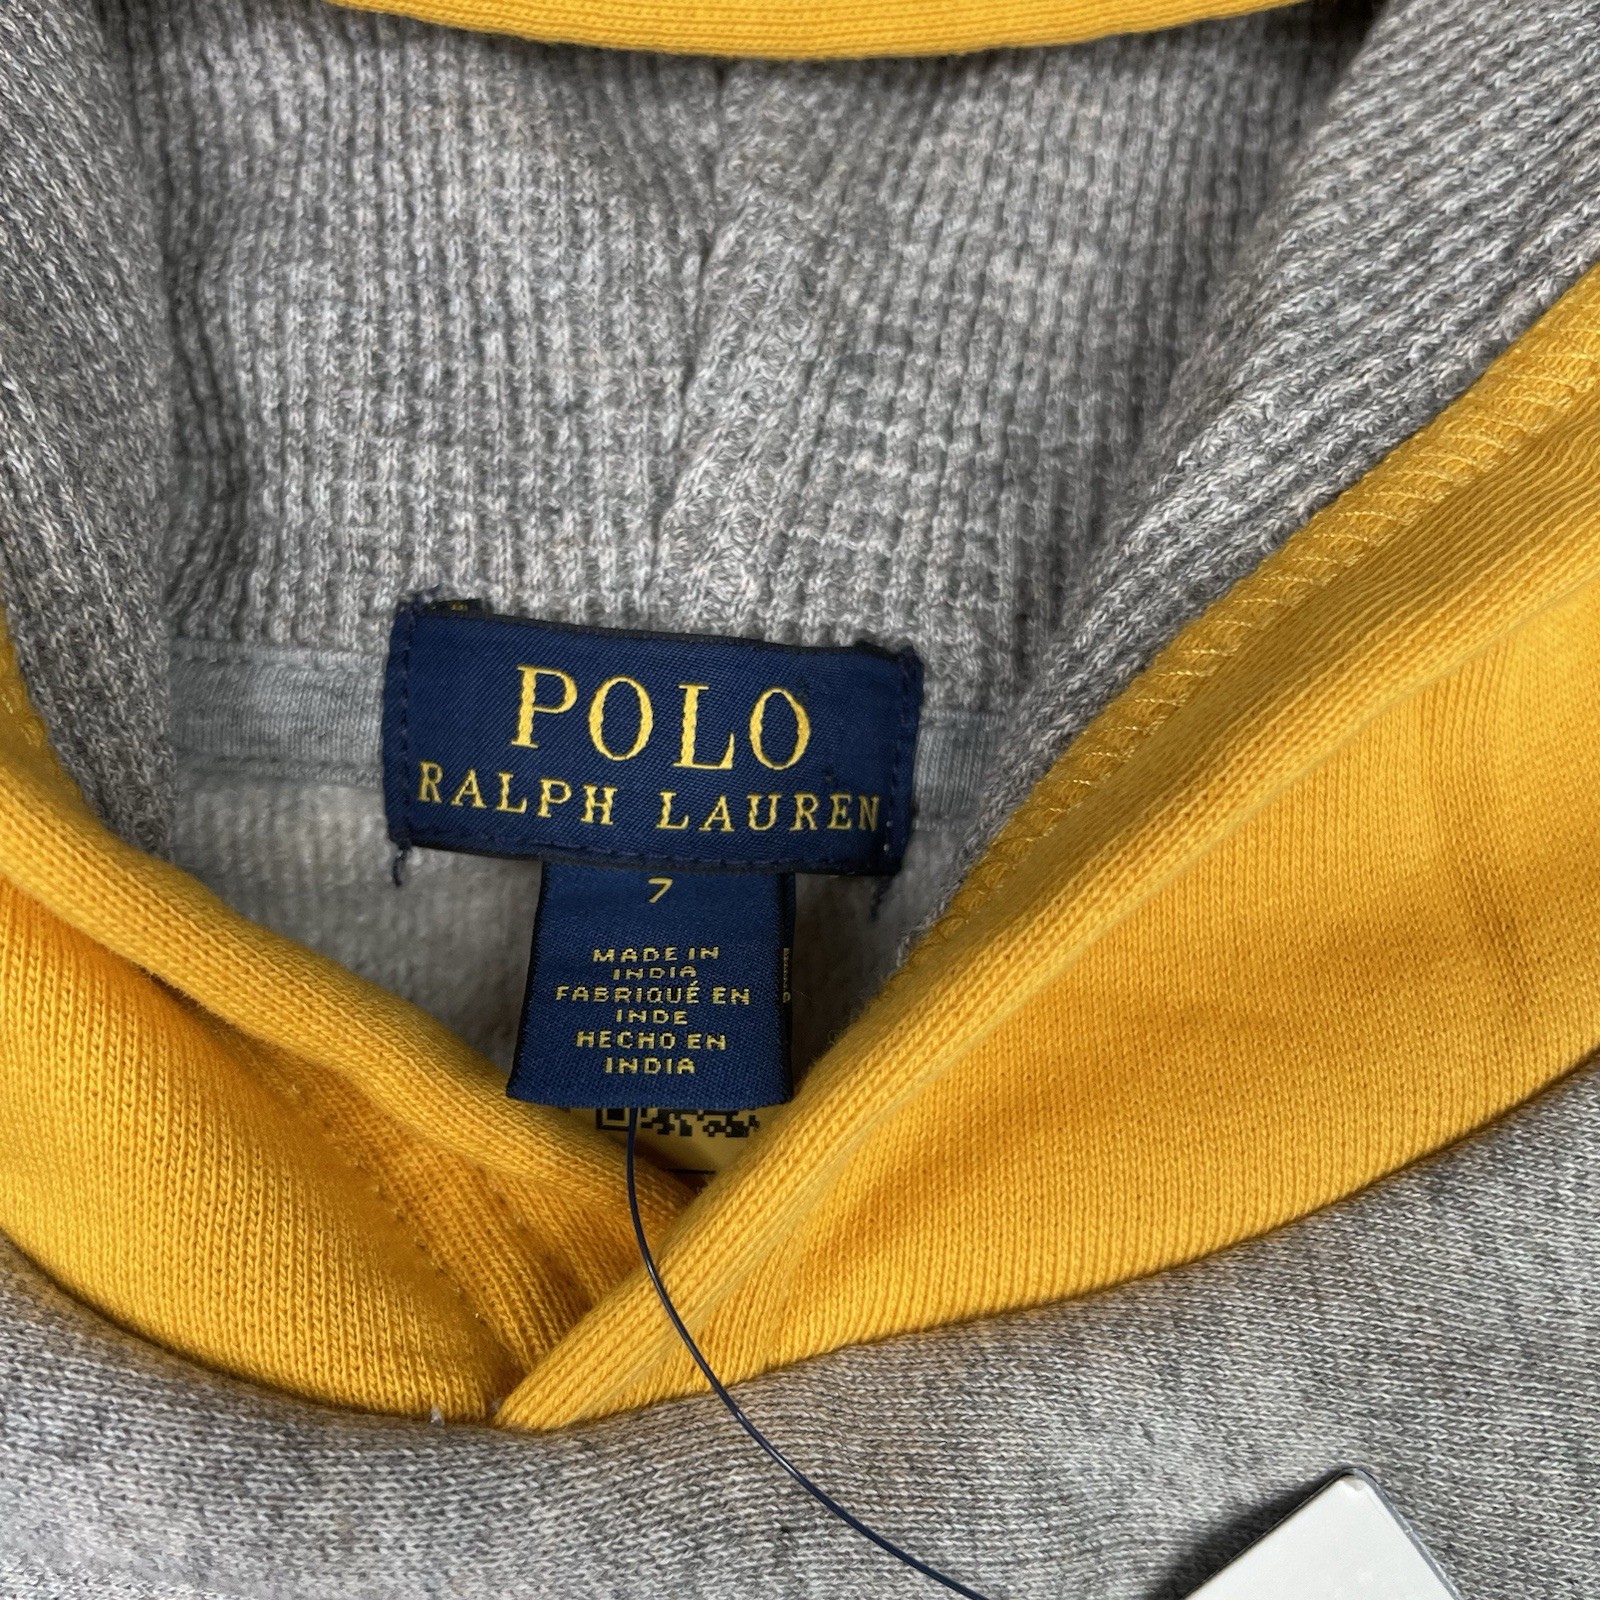 POLO
RALPH LAUREN
7
MADE IN
INDIA
FABRIQUÉ EN
INDE
HECHO EN
INDIA